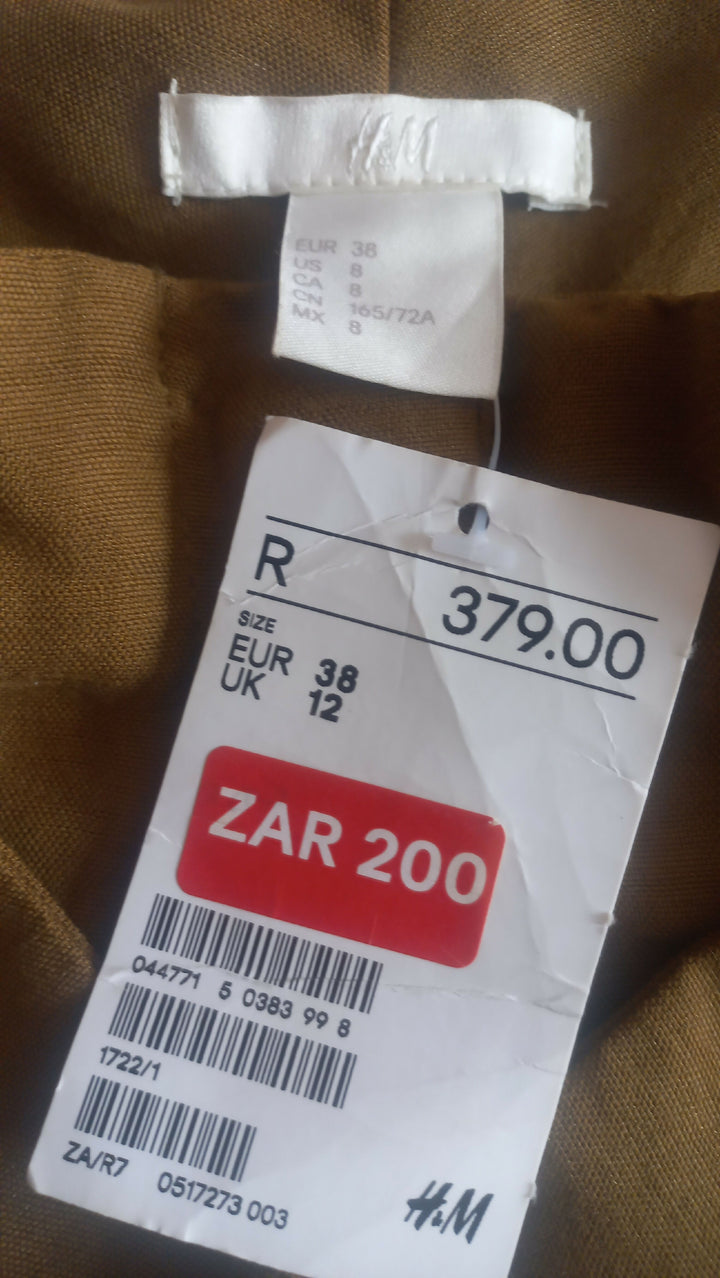 H&M
EUR 38
US 8
CA 8
CN 165/72A
MX 8
R 379.00
SIZE
EUR 38
UK 12
ZAR 200
044771 5 0383 99 8
1722/1
ZA/R7 0517273 003
H&M